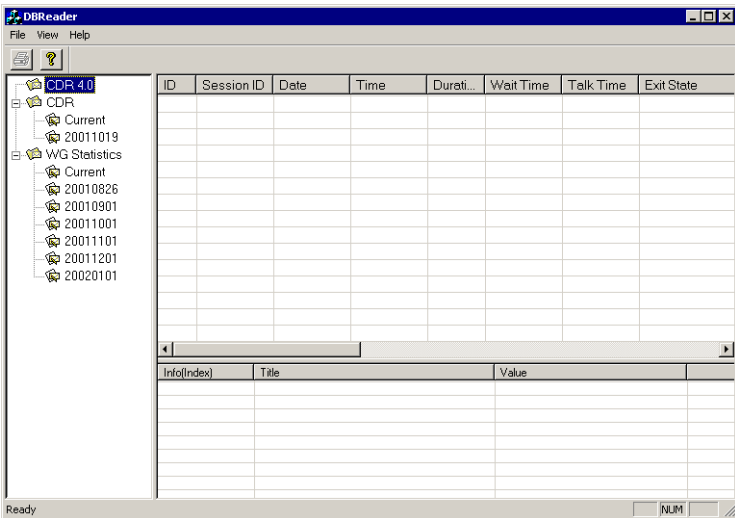 DBReader
File View Help
CDR 4.0
CDR
Current
20011019
WG Statistics
Current
20010826
20010901
20011001
20011101
20011201
20020101
ID Session ID Date Time Durati... Wait Time Talk Time Exit State
Info(Index) Title Value
Ready NUM